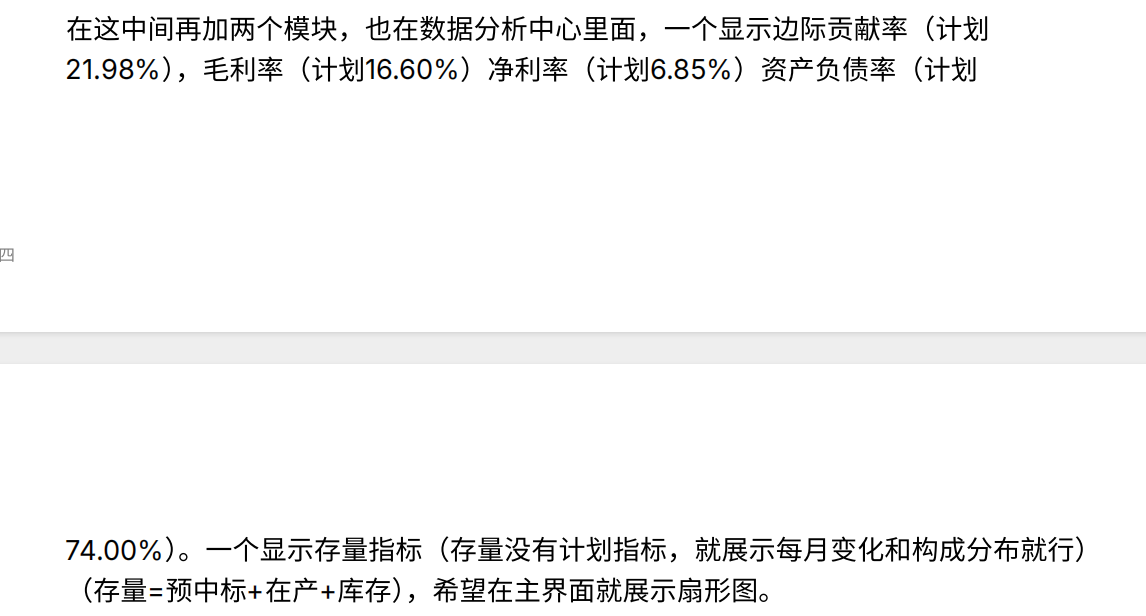 在这中间再加两个模块，也在数据分析中心里面，一个显示边际贡献率（计划
21.98%），毛利率（计划16.60%）净利率（计划6.85%）资产负债率（计划
四
74.00%）。一个显示存量指标（存量没有计划指标，就展示每月变化和构成分布就行）
（存量=预中标+在产+库存），希望在主界面就展示扇形图。